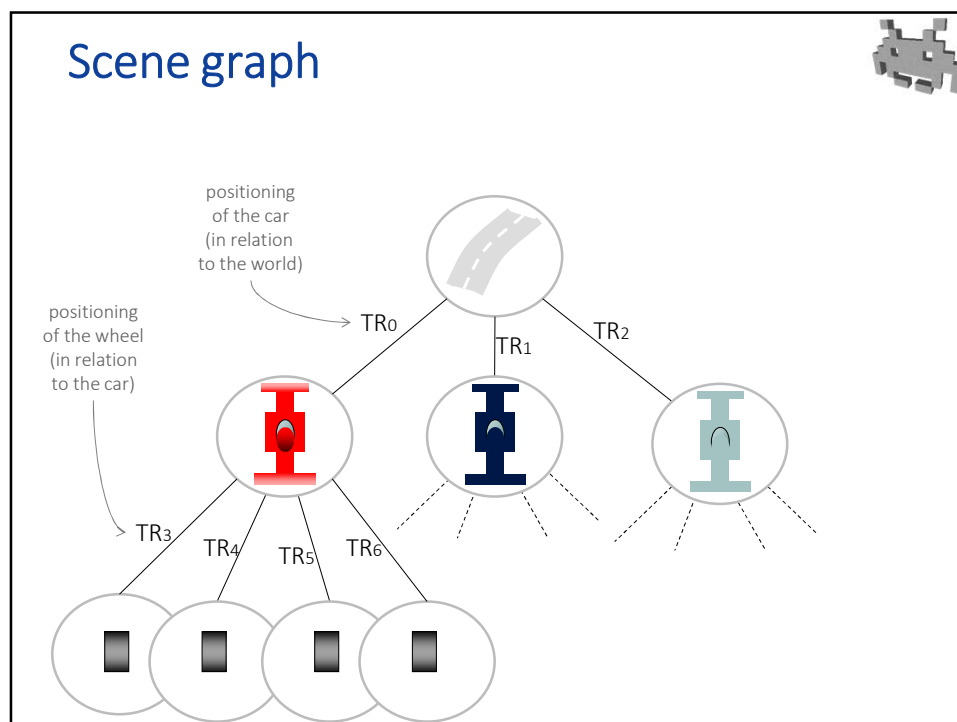 Scene graph
positioning
of the car
(in relation
to the world)
positioning
of the wheel
(in relation
to the car)
TR0
TR1
TR2
TR3
TR4
TR5
TR6